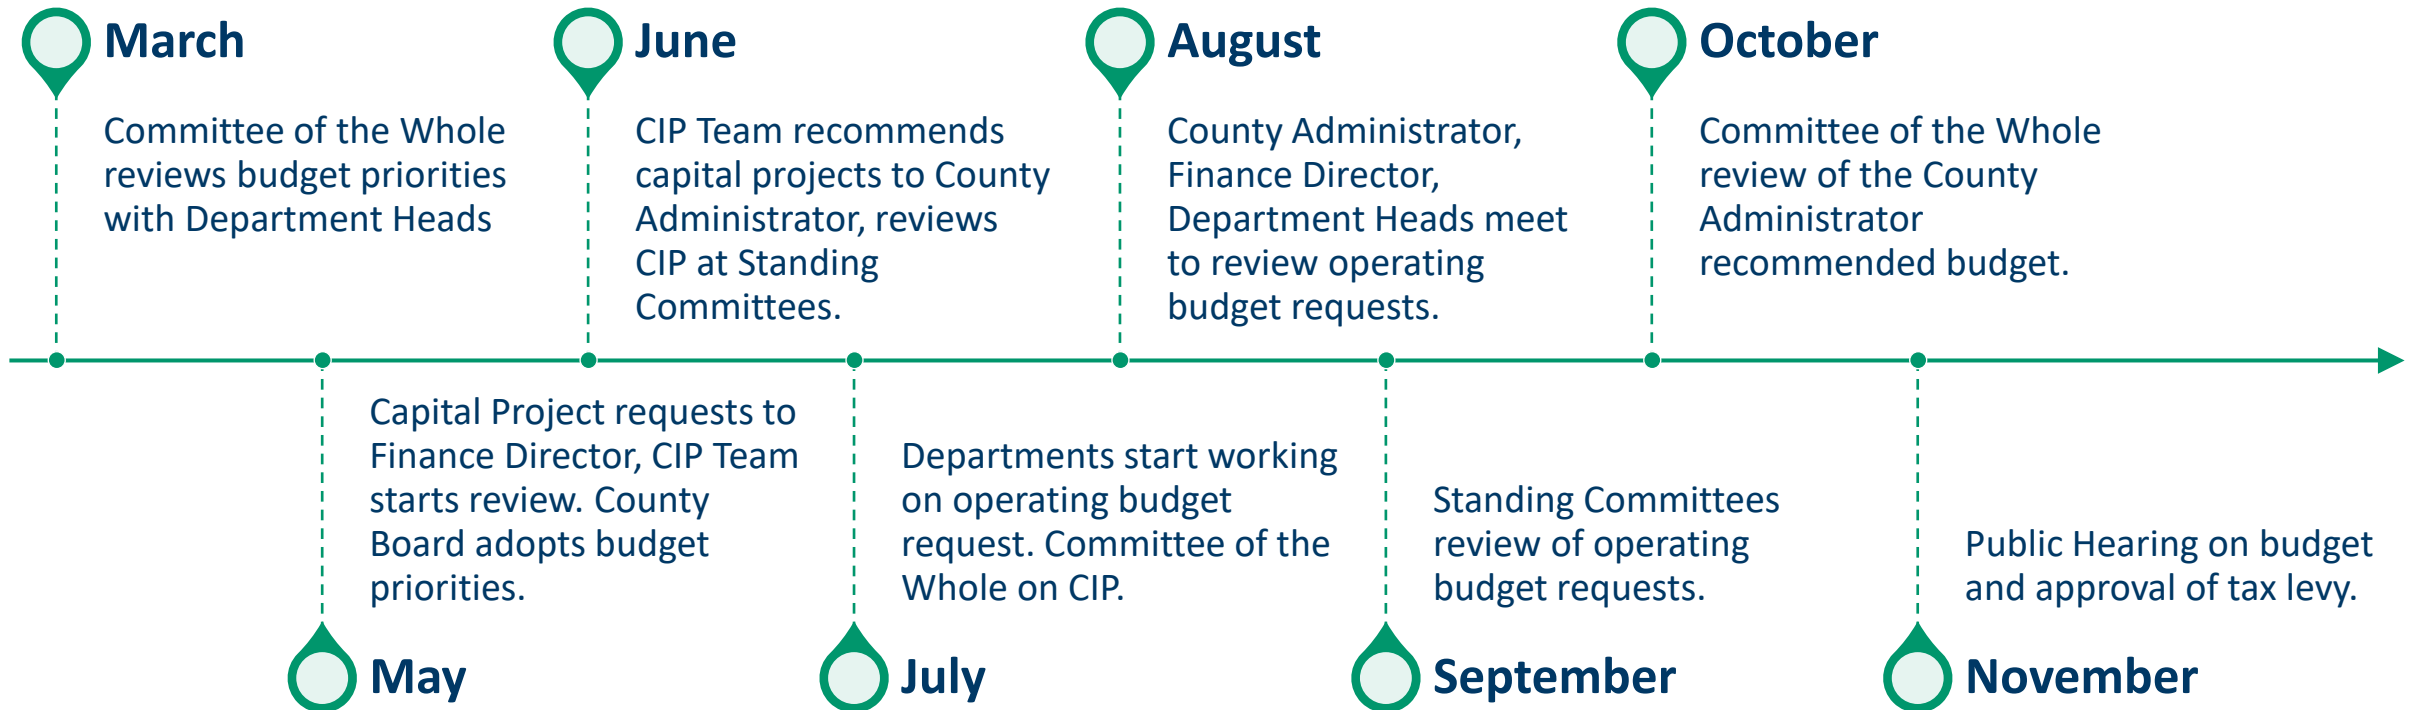 March
Committee of the Whole
reviews budget priorities
with Department Heads
June
CIP Team recommends
capital projects to County
Administrator, reviews
CIP at Standing
Committees.
August
County Administrator,
Finance Director,
Department Heads meet
to review operating
budget requests.
October
Committee of the Whole
review of the County
Administrator
recommended budget.
Capital Project requests to
Finance Director, CIP Team
starts review. County
Board adopts budget
priorities.
May
Departments start working
on operating budget
request. Committee of the
Whole on CIP.
July
Standing Committees
review of operating
budget requests.
September
Public Hearing on budget
and approval of tax levy.
November